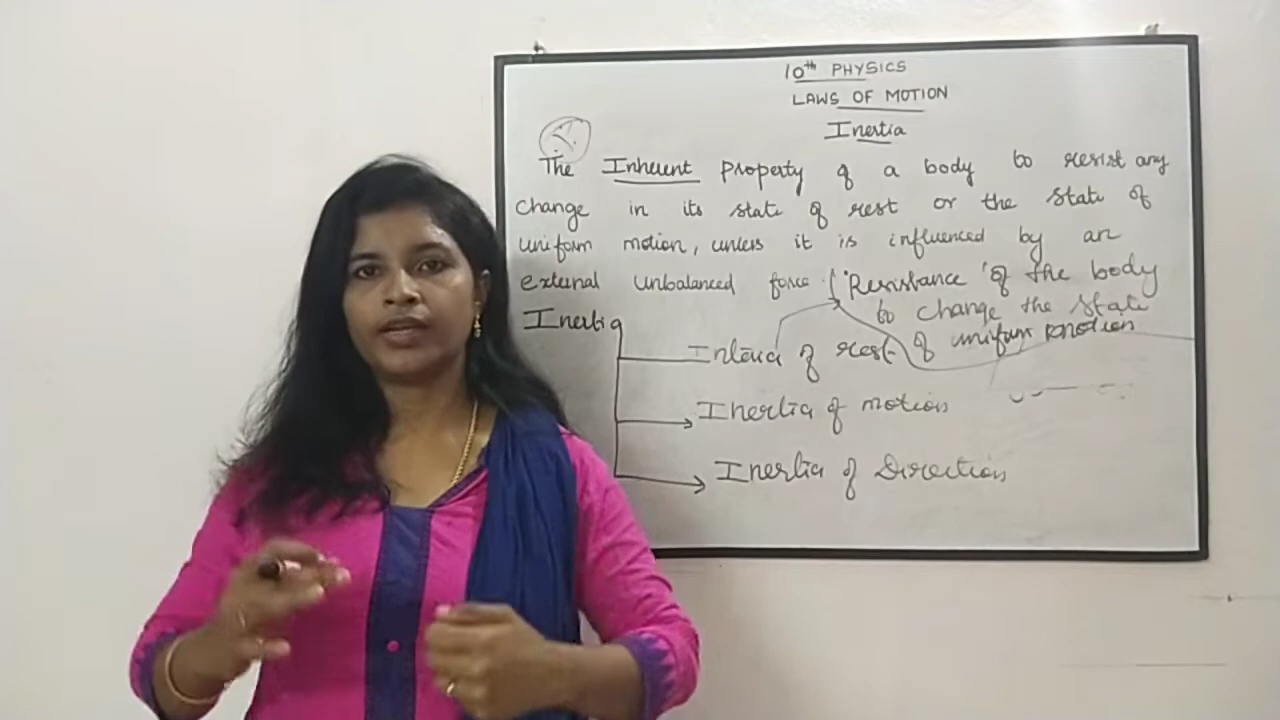 10th PHYSICS
LAWS OF MOTION
Inertia
The Inherent property of a body to resist any
change in its state of rest or the state of
uniform motion, unless it is influenced by an
external unbalanced force. ('Resistance' of the body
to change the state
of uniform motion
Inertia
Intera of rest
Inertia of motion
Inertia of Direction